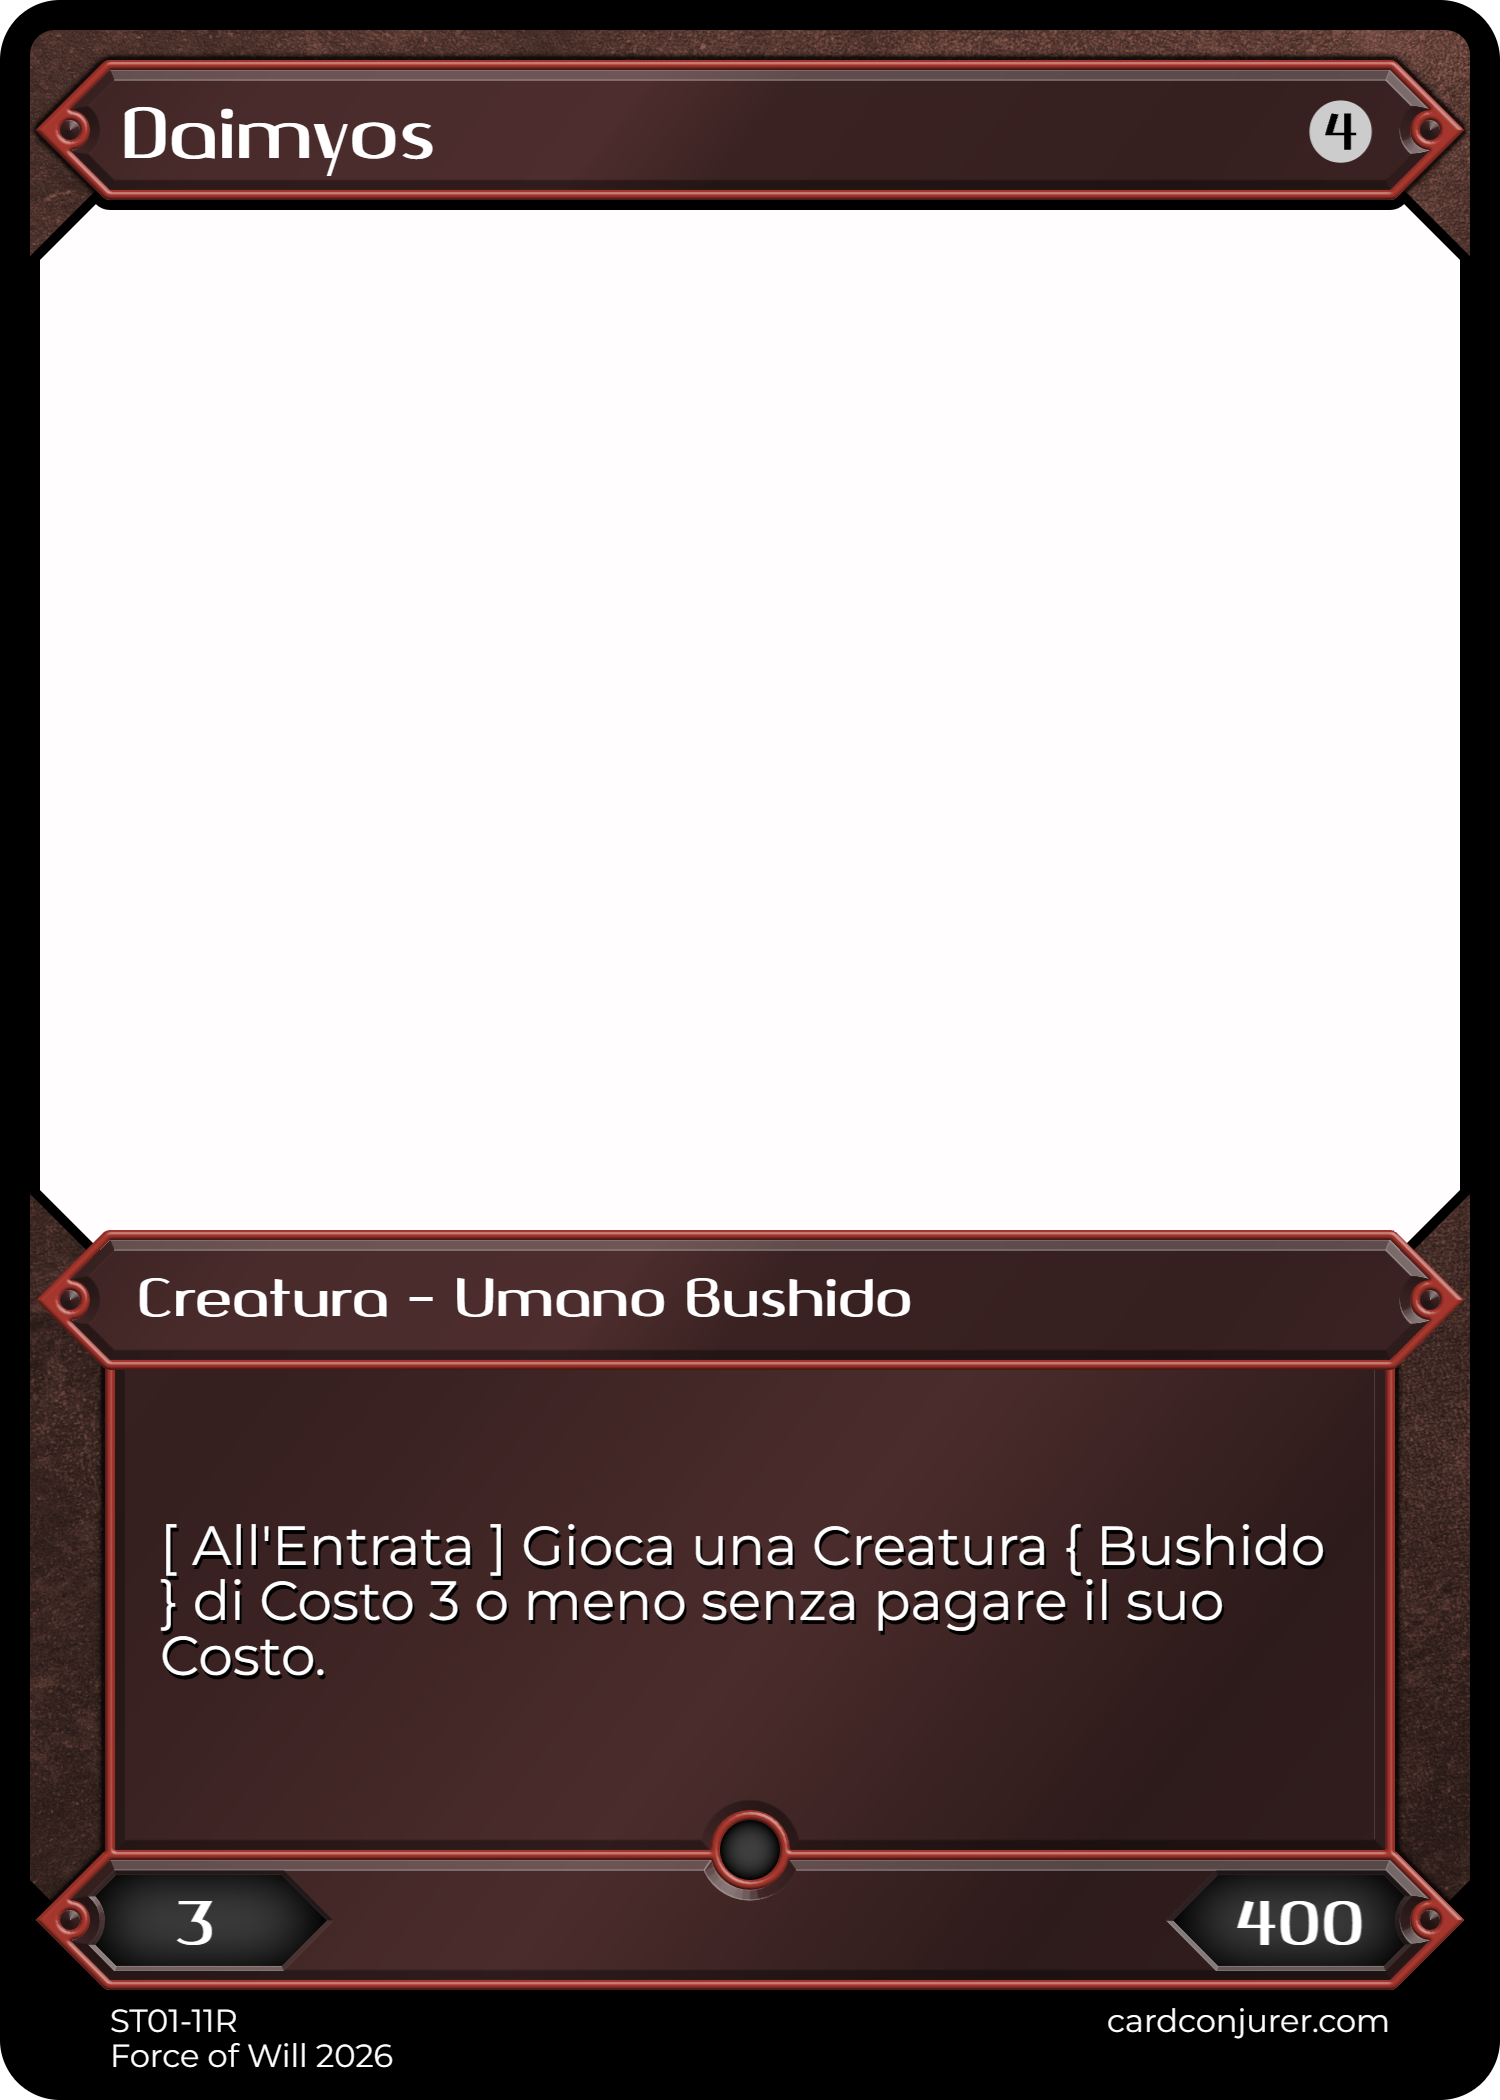 Daimyos
4
Creatura - Umano Bushido
[ All'Entrata ] Gioca una Creatura { Bushido
} di Costo 3 o meno senza pagare il suo
Costo.
3
400
ST01-11R
cardconjurer.com
Force of Will 2026